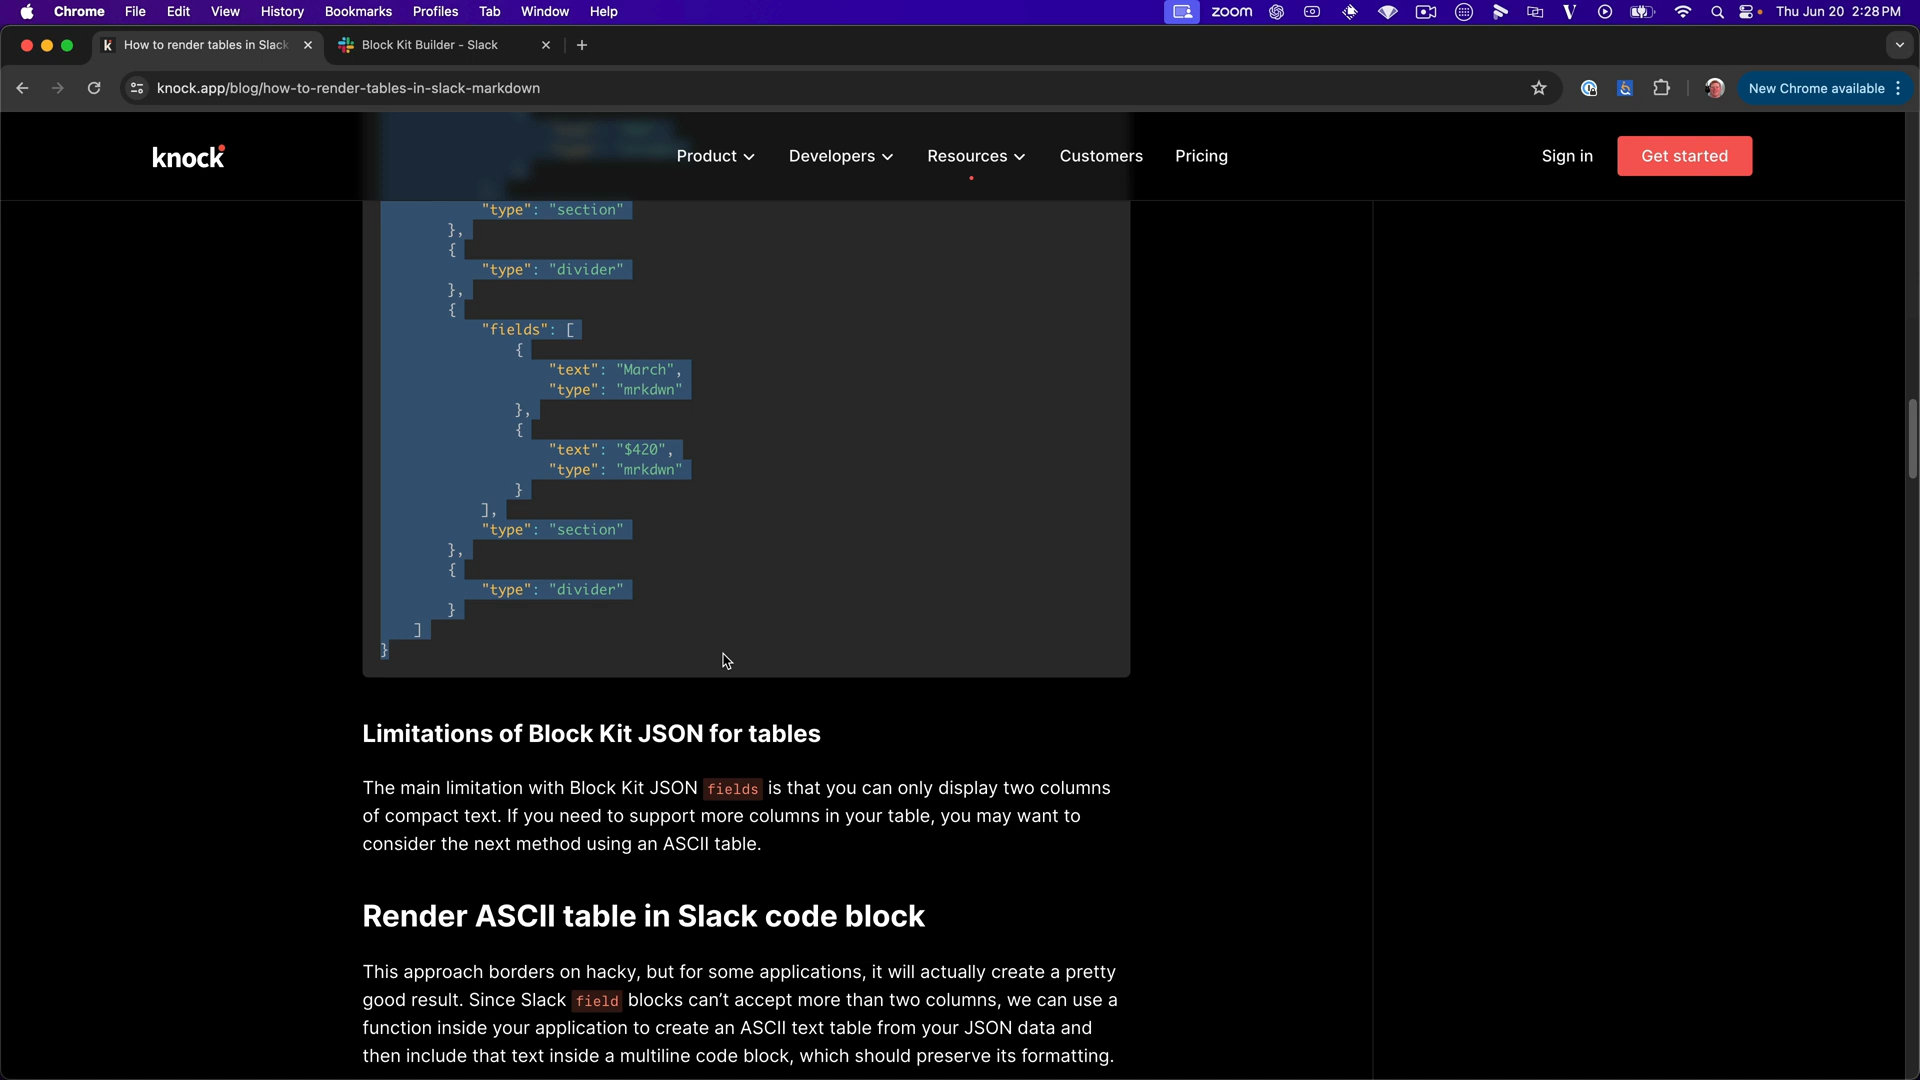 Chrome File Edit View History Bookmarks Profiles Tab Window Help zoom Thu Jun 20 2:28 PM
How to render tables in Slack Block Kit Builder - Slack
knock.app/blog/how-to-render-tables-in-slack-markdown New Chrome available
knock Product Developers Resources Customers Pricing Sign in Get started
"type": "section"
},
{
"type": "divider"
},
{
"fields": [
{
"text": "March",
"type": "mrkdwn"
},
{
"text": "$420",
"type": "mrkdwn"
}
],
"type": "section"
},
{
"type": "divider"
}
]
}
Limitations of Block Kit JSON for tables
The main limitation with Block Kit JSON fields is that you can only display two columns
of compact text. If you need to support more columns in your table, you may want to
consider the next method using an ASCII table.
Render ASCII table in Slack code block
This approach borders on hacky, but for some applications, it will actually create a pretty
good result. Since Slack field blocks can't accept more than two columns, we can use a
function inside your application to create an ASCII text table from your JSON data and
then include that text inside a multiline code block, which should preserve its formatting.